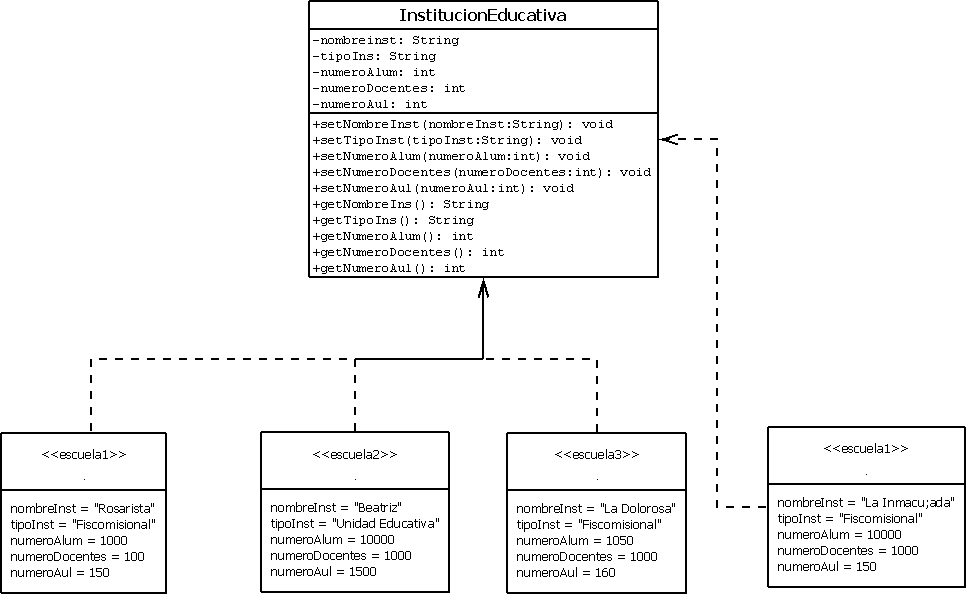 InstitucionEducativa
-nombreinst: String
-tipoIns: String
-numeroAlum: int
-numeroDocentes: int
-numeroAul: int
+setNombreInst(nombreInst:String): void
+setTipoInst(tipoInst:String): void
+setNumeroAlum(numeroAlum:int): void
+setNumeroDocentes(numeroDocentes:int): void
+setNumeroAul(numeroAul:int): void
+getNombreIns(): String
+getTipoIns(): String
+getNumeroAlum(): int
+getNumeroDocentes(): int
+getNumeroAul(): int
<<escuela1>>
.
nombreInst = "Rosarista"
tipoInst = "Fiscomisional"
numeroAlum = 1000
numeroDocentes = 100
numeroAul = 150
<<escuela2>>
.
nombreInst = "Beatriz"
tipoInst = "Unidad Educativa"
numeroAlum = 10000
numeroDocentes = 1000
numeroAul = 1500
<<escuela3>>
.
nombreInst = "La Dolorosa"
tipoInst = "Fiscomisional"
numeroAlum = 1050
numeroDocentes = 1000
numeroAul = 160
<<escuela1>>
.
nombreInst = "La Inmacu;ada"
tipoInst = "Fiscomisional"
numeroAlum = 10000
numeroDocentes = 1000
numeroAul = 150